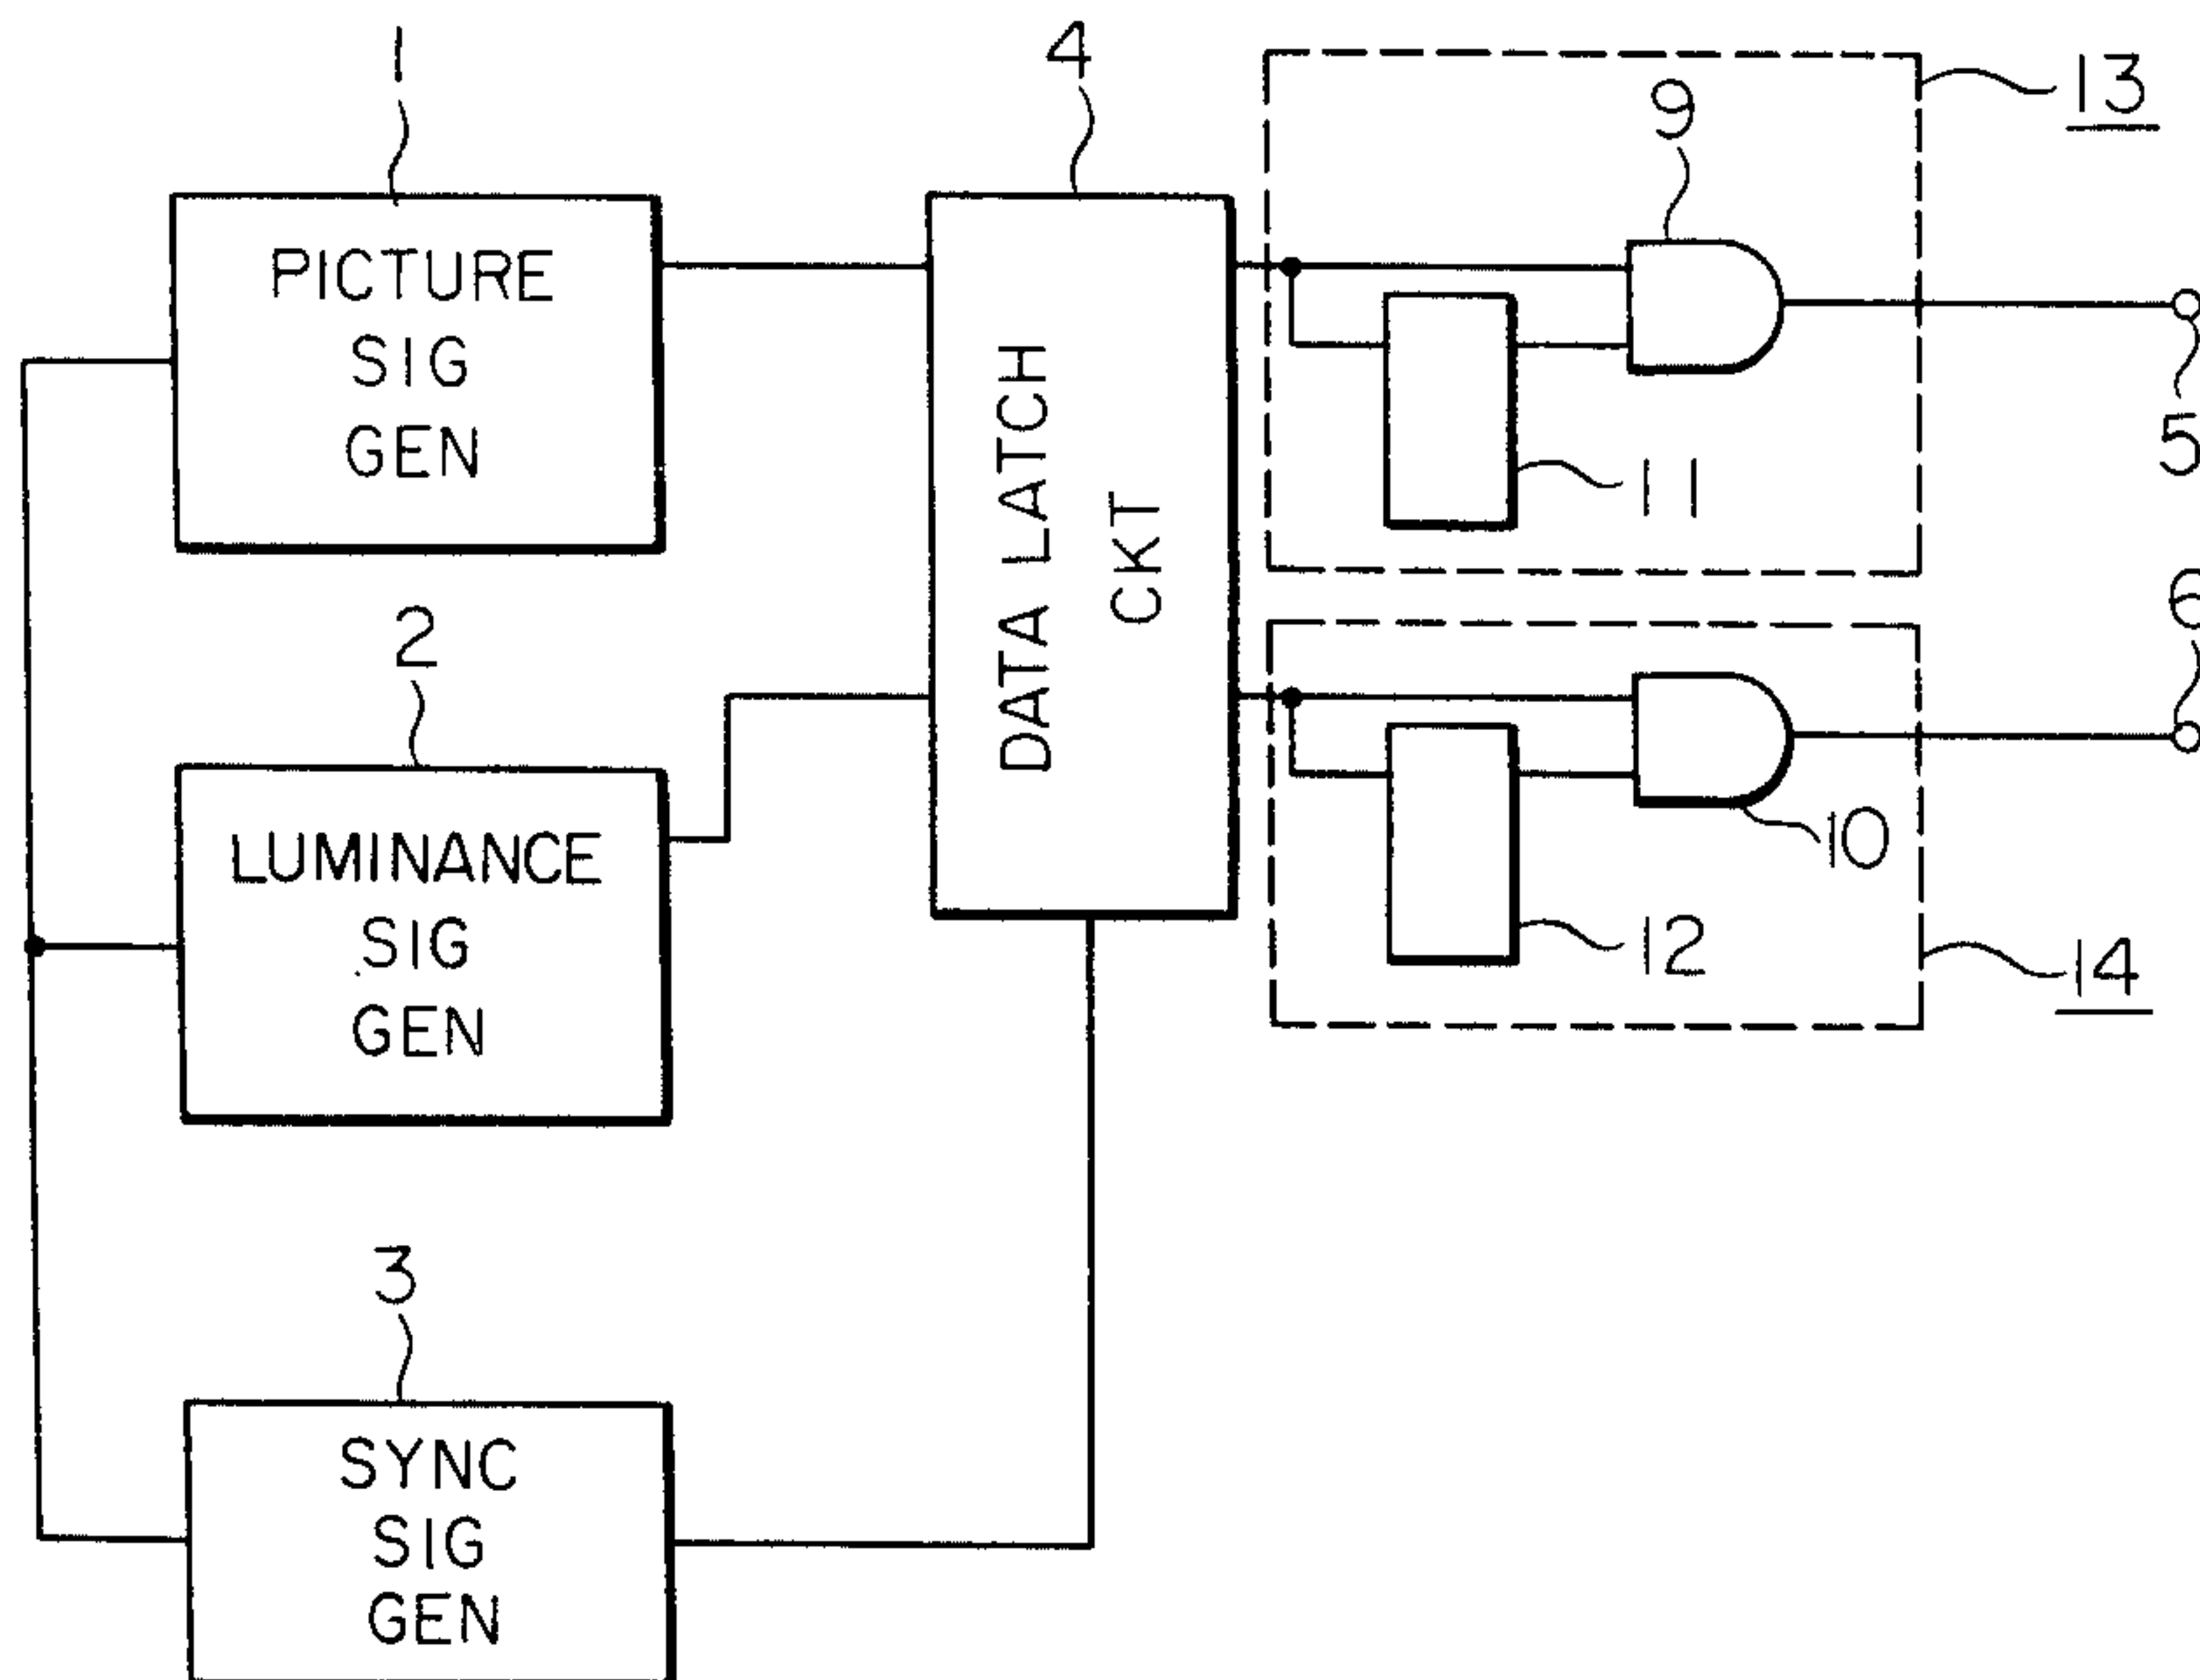 1
PICTURE
SIG
GEN
2
LUMINANCE
SIG
GEN
3
SYNC
SIG
GEN
4
DATA LATCH
CKT
13
9
11
5
6
10
12
14